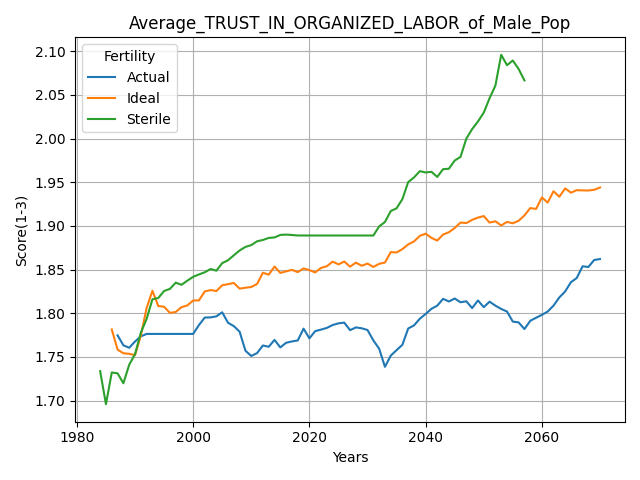 Average_TRUST_IN_ORGANIZED_LABOR_of_Male_Pop
Fertility
Actual
Ideal
Sterile
Score(1-3)
2.10
2.05
2.00
1.95
1.90
1.85
1.80
1.75
1.70
1980
2000
2020
2040
2060
Years